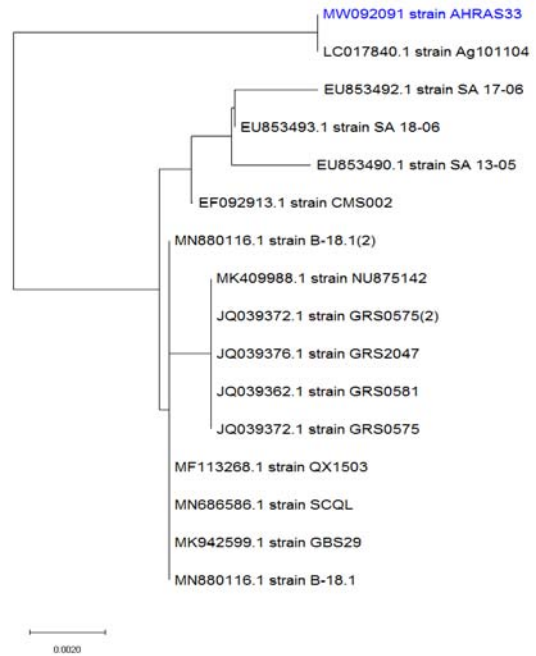 MW092091 strain AHRAS33
LC017840.1 strain Ag101104
EU853492.1 strain SA 17-06
EU853493.1 strain SA 18-06
EU853490.1 strain SA 13-05
EF092913.1 strain CMS002
MN880116.1 strain B-18.1(2)
MK409988.1 strain NU875142
JQ039372.1 strain GRS0575(2)
JQ039376.1 strain GRS2047
JQ039362.1 strain GRS0581
JQ039372.1 strain GRS0575
MF113268.1 strain QX1503
MN686586.1 strain SCQL
MK942599.1 strain GBS29
MN880116.1 strain B-18.1
0.0020